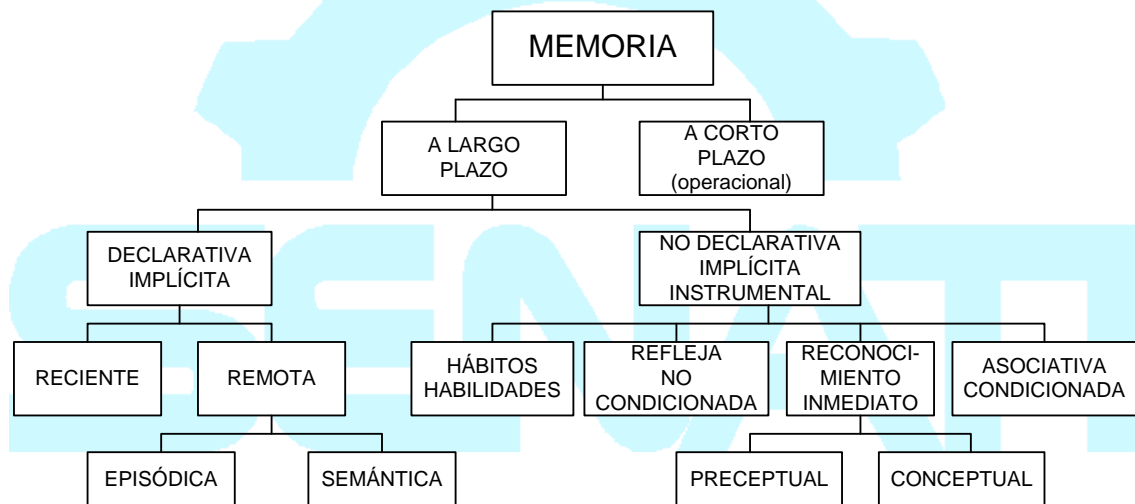 MEMORIA
A LARGO
PLAZO
A CORTO
PLAZO
(operacional)
DECLARATIVA
IMPLÍCITA
NO DECLARATIVA
IMPLÍCITA
INSTRUMENTAL
RECIENTE
REMOTA
HÁBITOS
HABILIDADES
REFLEJA
NO
CONDICIONADA
RECONOCI-
MIENTO
INMEDIATO
ASOCIATIVA
CONDICIONADA
EPISÓDICA
SEMÁNTICA
PRECEPTUAL
CONCEPTUAL
SENATI